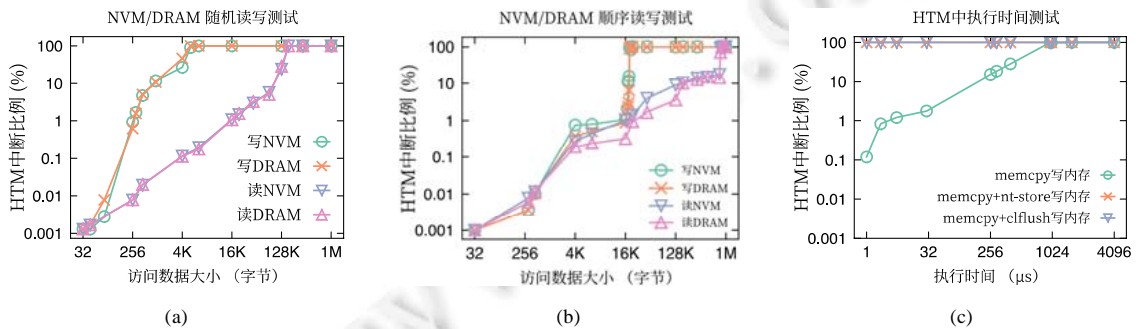 NVM/DRAM 随机读写测试
HTM中断比例 (%)
100
10
1
0.1
0.01
0.001
写NVM
写DRAM
读NVM
读DRAM
32
256
4K
16K
128K
1M
访问数据大小 (字节)
(a)
NVM/DRAM 顺序读写测试
HTM中断比例 (%)
100
10
1
0.1
0.01
0.001
写NVM
写DRAM
读NVM
读DRAM
32
256
4K
16K
128K
1M
访问数据大小 (字节)
(b)
HTM中执行时间测试
HTM中断比例 (%)
100
10
1
0.1
0.01
0.001
memcpy写内存
memcpy+nt-store写内存
memcpy+clflush写内存
1
32
256
1024
4096
执行时间 (μs)
(c)